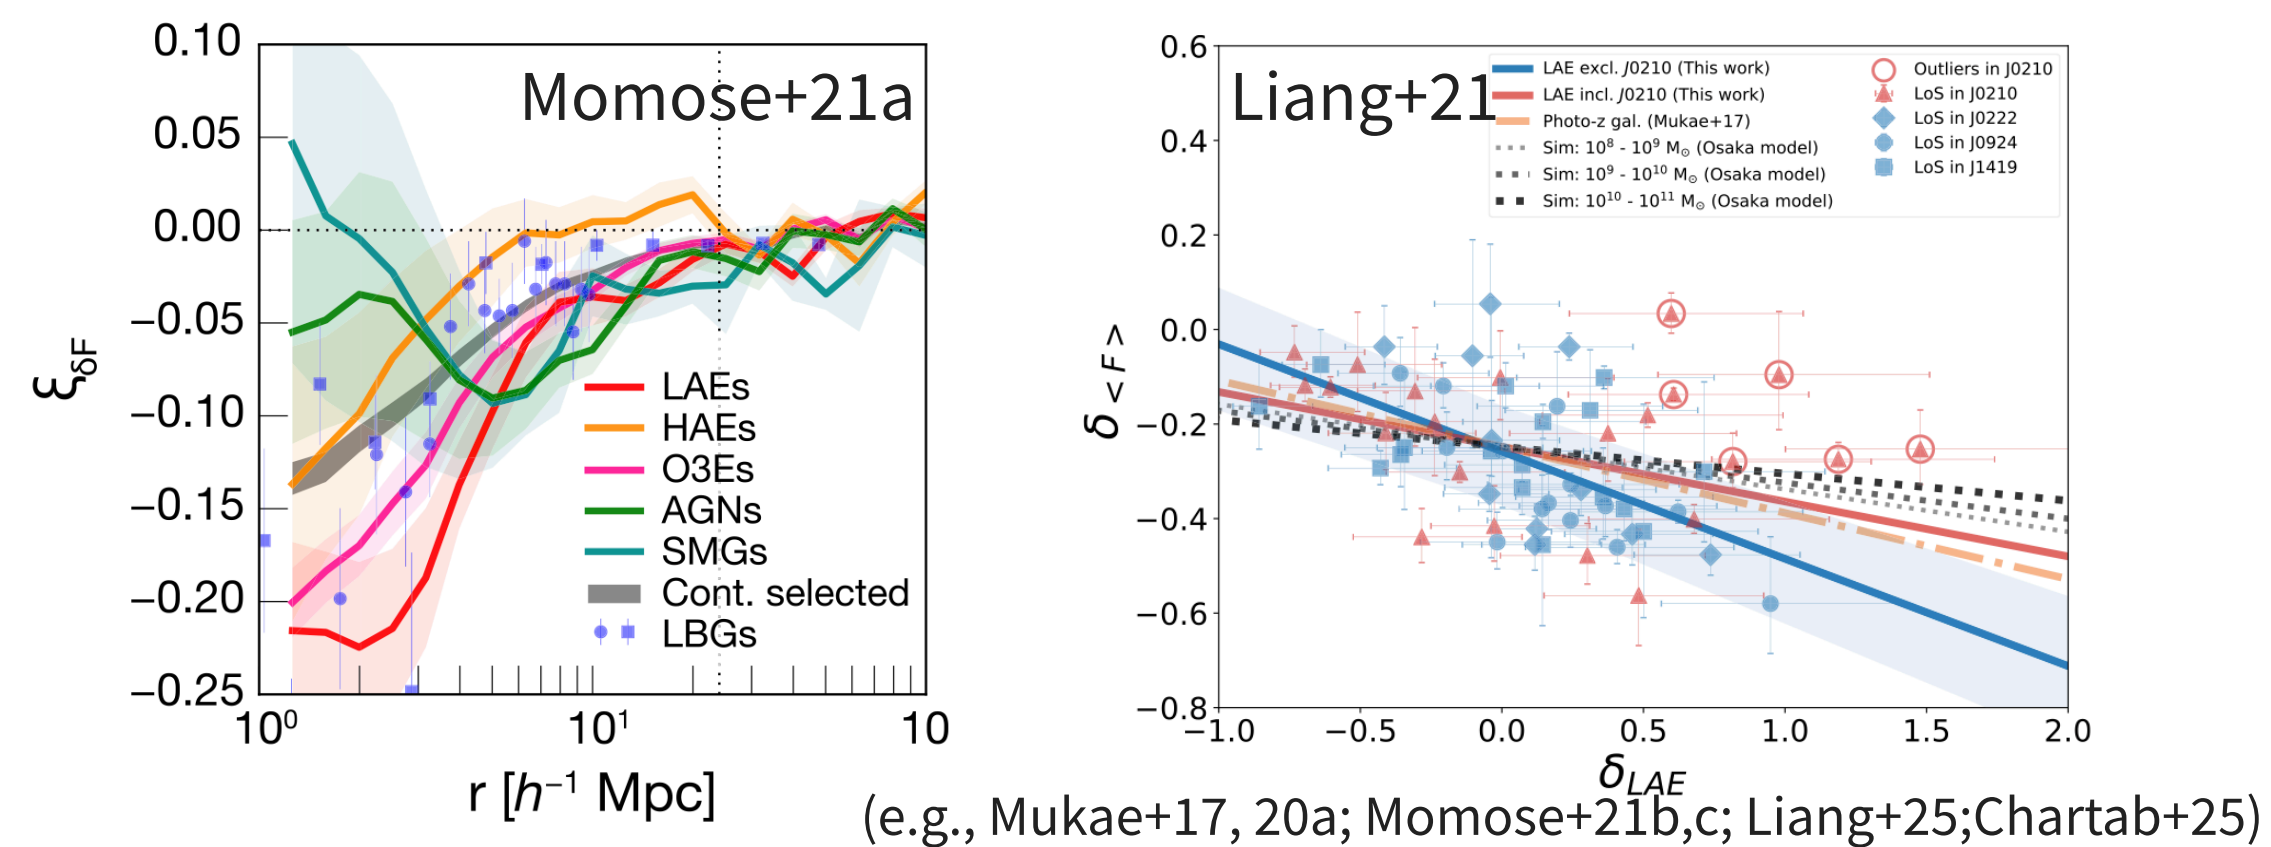 Momose+21a
0.10
0.05
0.00
−0.05
−0.10
−0.15
−0.20
−0.25
ξδF
LAEs
HAEs
O3Es
AGNs
SMGs
Cont. selected
LBGs
10⁰
10¹
10
r [h⁻¹ Mpc]
Liang+21
0.6
0.4
0.2
0.0
−0.2
−0.4
−0.6
−0.8
δ<F>
LAE excl. J0210 (This work)
LAE incl. J0210 (This work)
Photo-z gal. (Mukae+17)
Sim: 10⁸ - 10⁹ M⊙ (Osaka model)
Sim: 10⁹ - 10¹⁰ M⊙ (Osaka model)
Sim: 10¹⁰ - 10¹¹ M⊙ (Osaka model)
Outliers in J0210
LoS in J0210
LoS in J0222
LoS in J0924
LoS in J1419
−1.0 −0.5 0.0 0.5 1.0 1.5 2.0
δLAE
(e.g., Mukae+17, 20a; Momose+21b,c; Liang+25;Chartab+25)